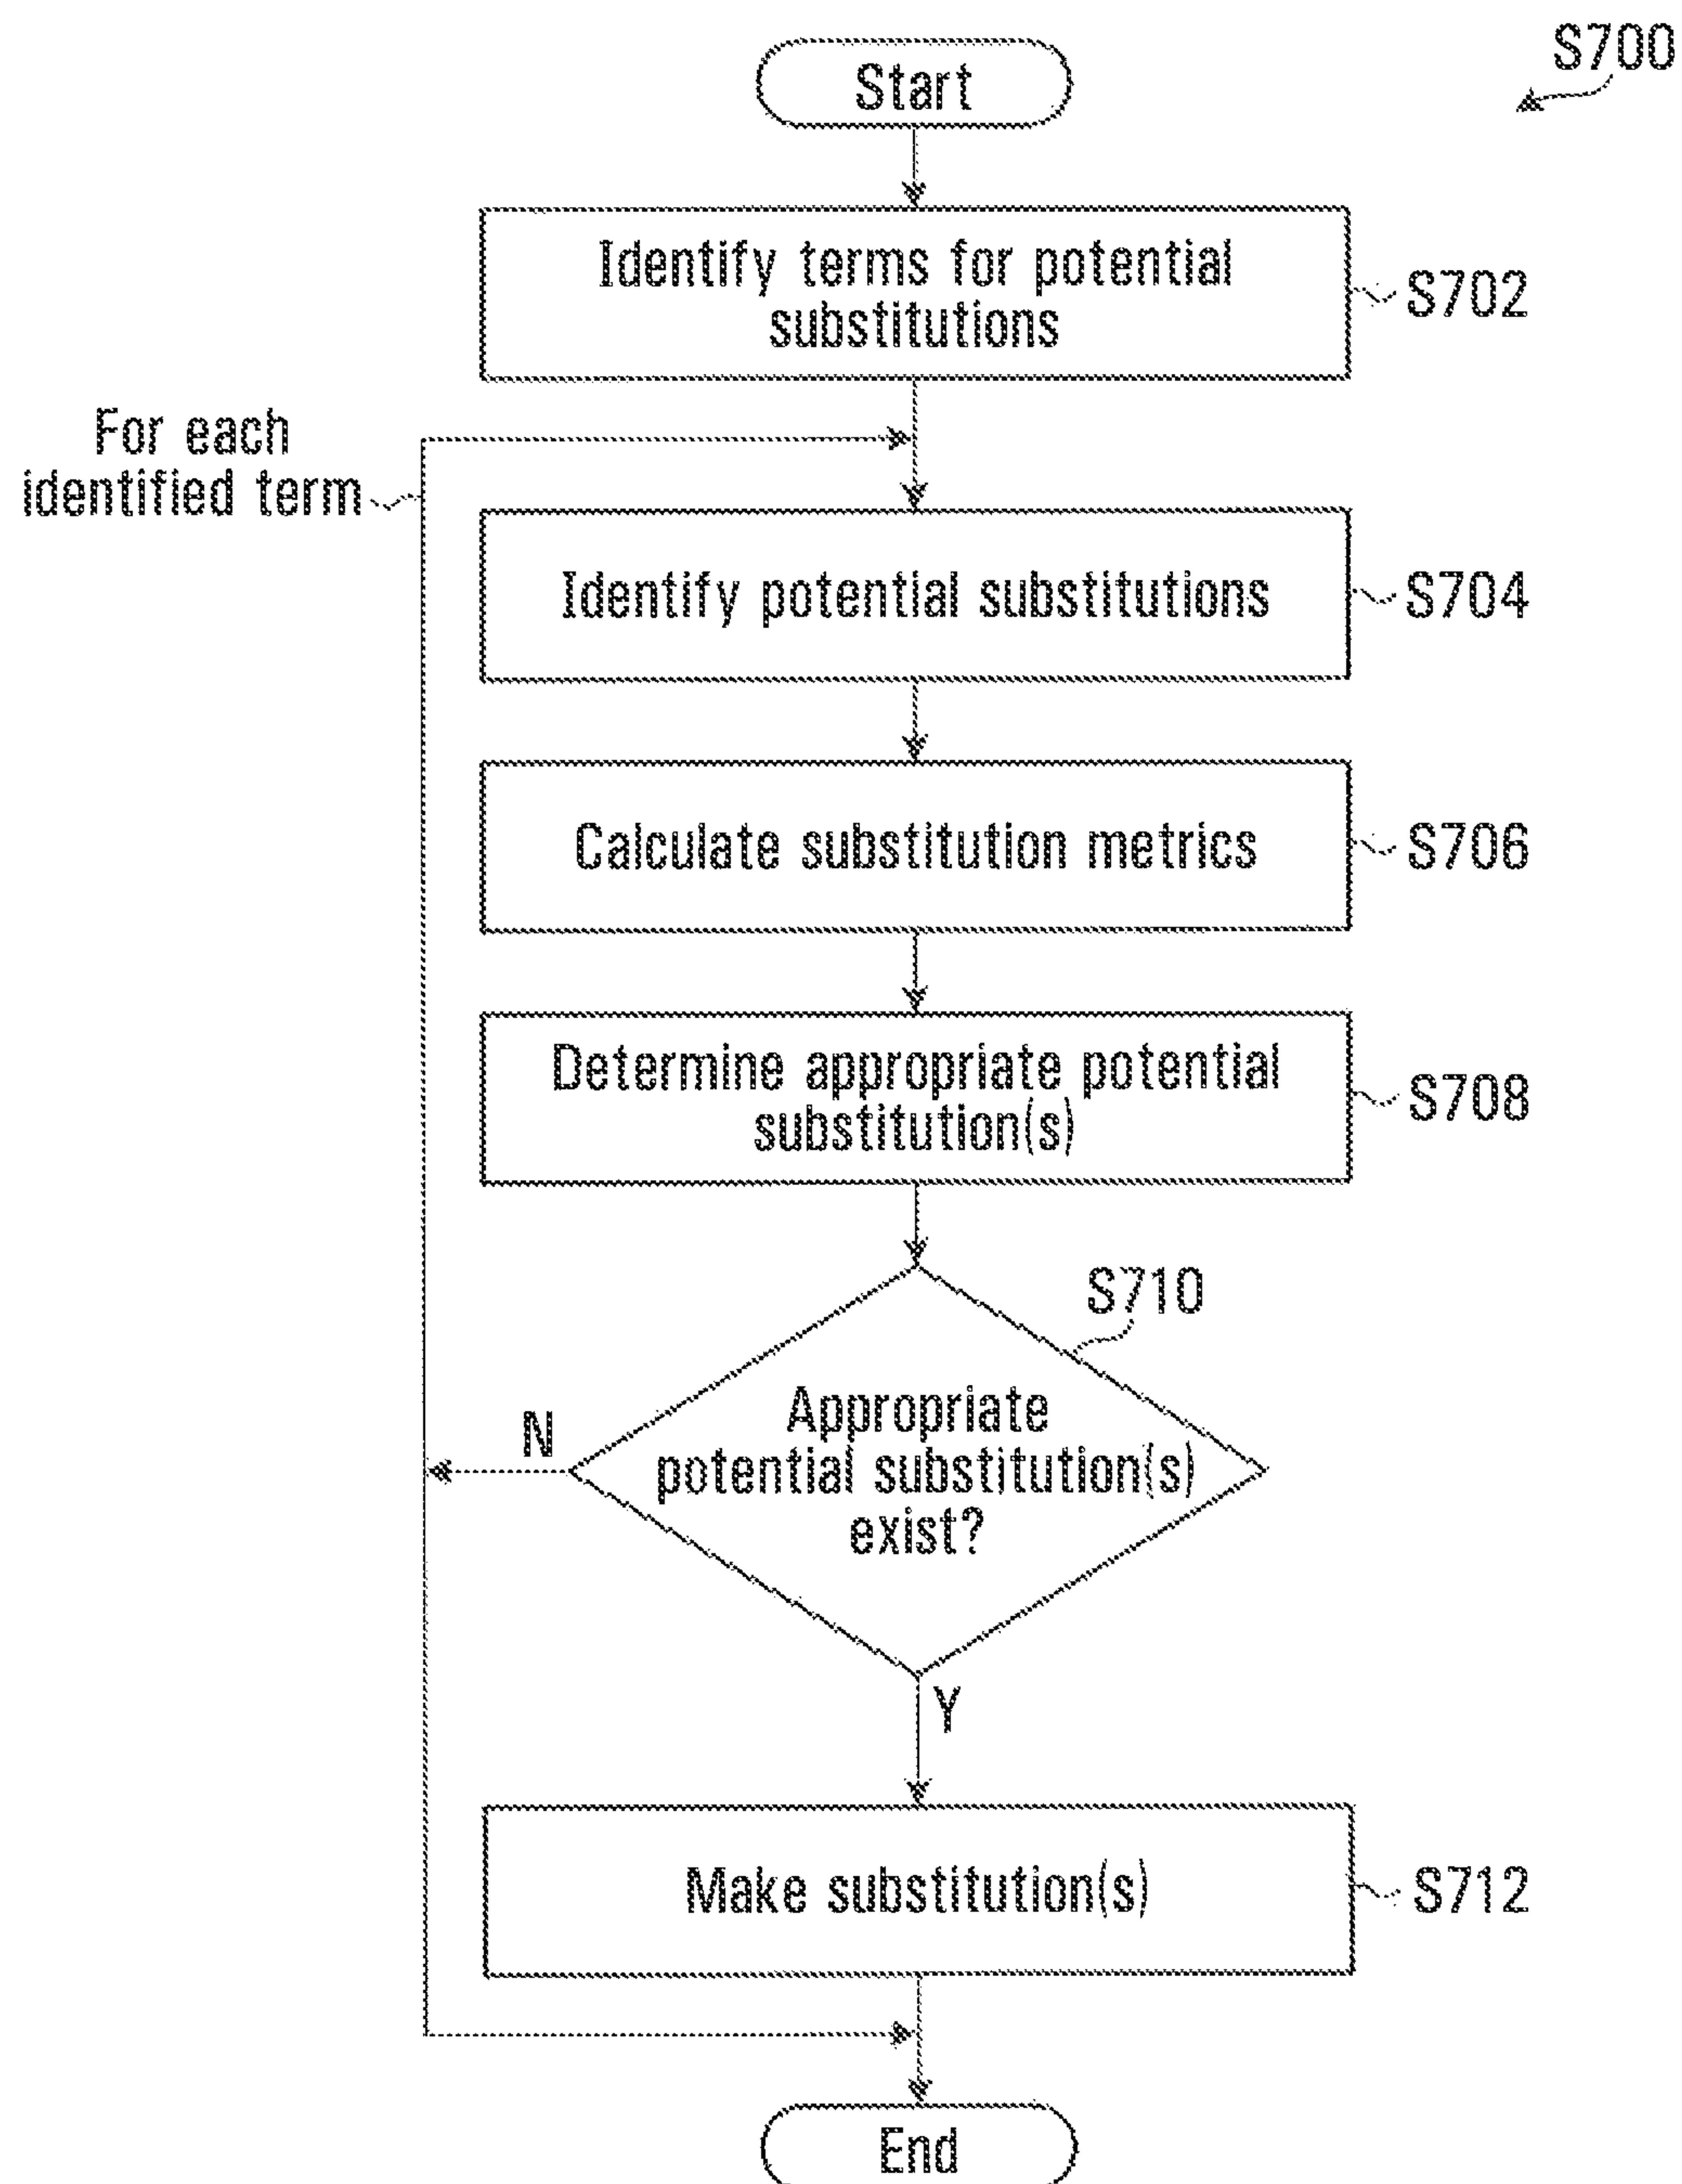 S700
Start
Identify terms for potential
substitutions
S702
For each
identified term
Identify potential substitutions
S704
Calculate substitution metrics
S706
Determine appropriate potential
substitution(s)
S708
S710
Appropriate
potential substitution(s)
exist?
N
Y
Make substitution(s)
S712
End